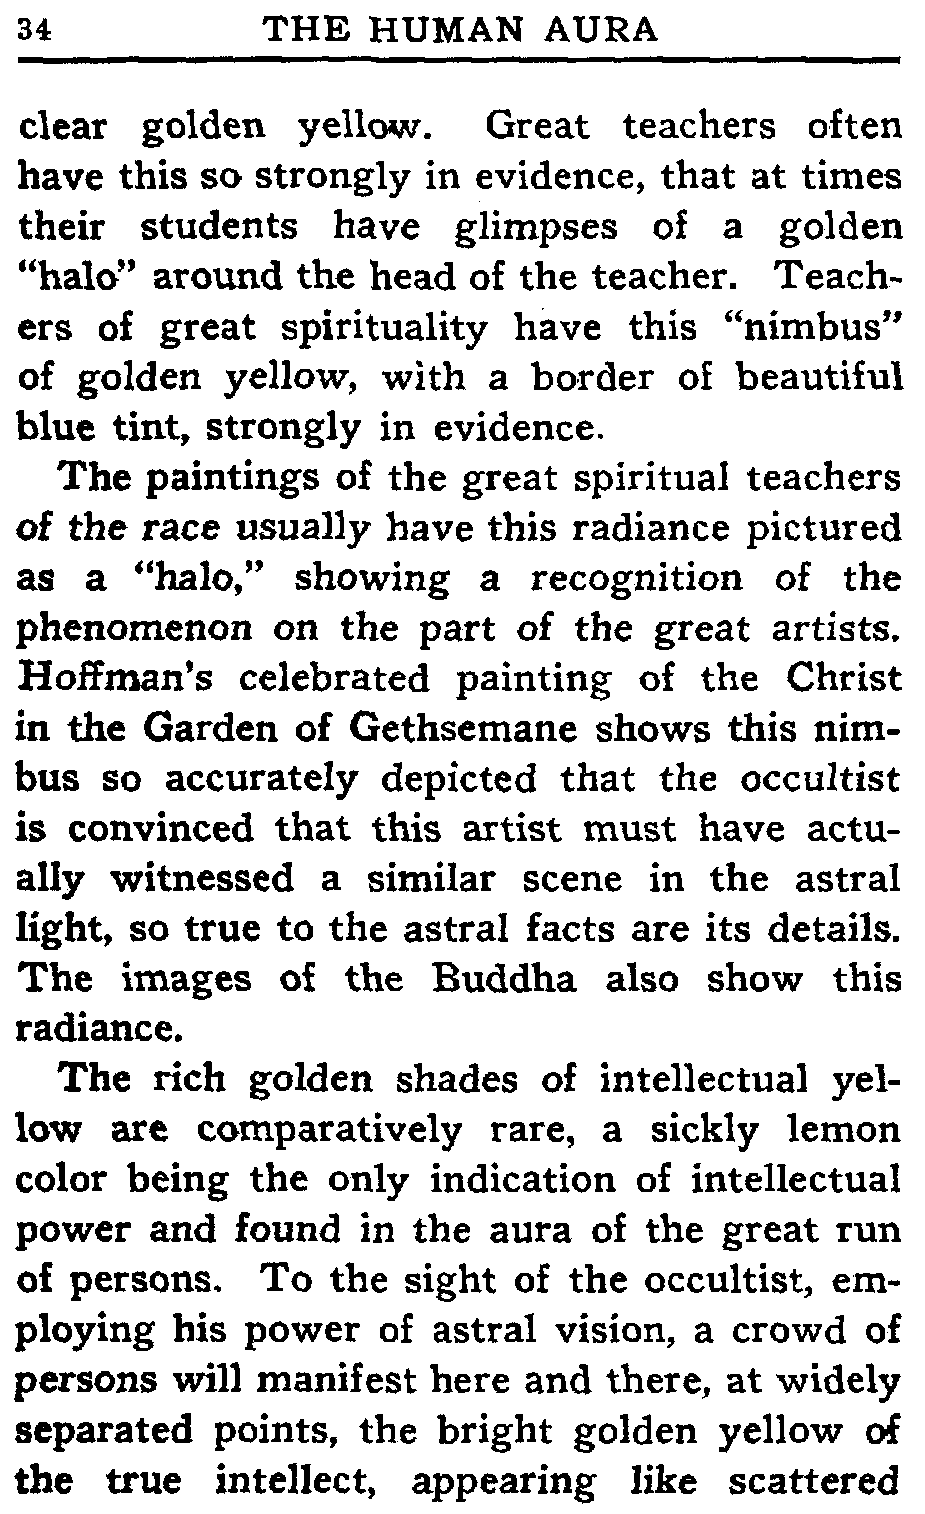 34 THE HUMAN AURA
clear golden yellow. Great teachers often
have this so strongly in evidence, that at times
their students have glimpses of a golden
“halo” around the head of the teacher. Teach-
ers of great spirituality have this “nimbus”
of golden yellow, with a border of beautiful
blue tint, strongly in evidence.
The paintings of the great spiritual teachers
of the race usually have this radiance pictured
as a “halo,” showing a recognition of the
phenomenon on the part of the great artists.
Hoffman's celebrated painting of the Christ
in the Garden of Gethsemane shows this nim-
bus so accurately depicted that the occultist
is convinced that this artist must have actu-
ally witnessed a similar scene in the astral
light, so true to the astral facts are its details.
The images of the Buddha also show this
radiance.
The rich golden shades of intellectual yel-
low are comparatively rare, a sickly lemon
color being the only indication of intellectual
power and found in the aura of the great run
of persons. To the sight of the occultist, em-
ploying his power of astral vision, a crowd of
persons will manifest here and there, at widely
separated points, the bright golden yellow of
the true intellect, appearing like scattered